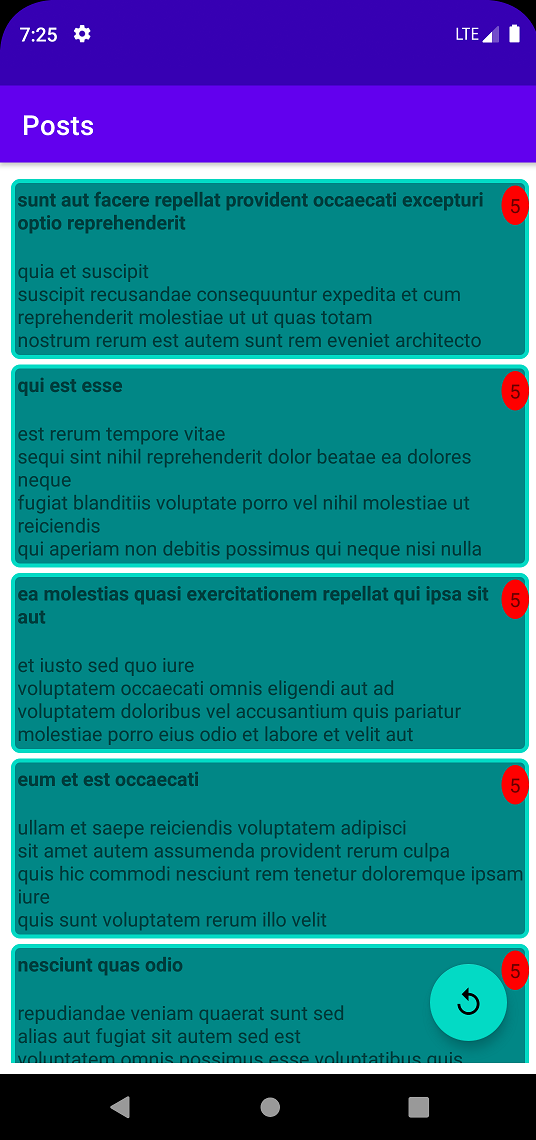 7:25 LTE
Posts
sunt aut facere repellat provident occaecati excepturi
optio reprehenderit
5
quia et suscipit
suscipit recusandae consequuntur expedita et cum
reprehenderit molestiae ut ut quas totam
nostrum rerum est autem sunt rem eveniet architecto
qui est esse
5
est rerum tempore vitae
sequi sint nihil reprehenderit dolor beatae ea dolores
neque
fugiat blanditiis voluptate porro vel nihil molestiae ut
reiciendis
qui aperiam non debitis possimus qui neque nisi nulla
ea molestias quasi exercitationem repellat qui ipsa sit
aut
5
et iusto sed quo iure
voluptatem occaecati omnis eligendi aut ad
voluptatem doloribus vel accusantium quis pariatur
molestiae porro eius odio et labore et velit aut
eum et est occaecati
5
ullam et saepe reiciendis voluptatem adipisci
sit amet autem assumenda provident rerum culpa
quis hic commodi nesciunt rem tenetur doloremque ipsam
iure
quis sunt voluptatem rerum illo velit
nesciunt quas odio
5
repudiandae veniam quaerat sunt sed
alias aut fugiat sit autem sed est
voluptatem omnis possimus esse voluptatibus quis